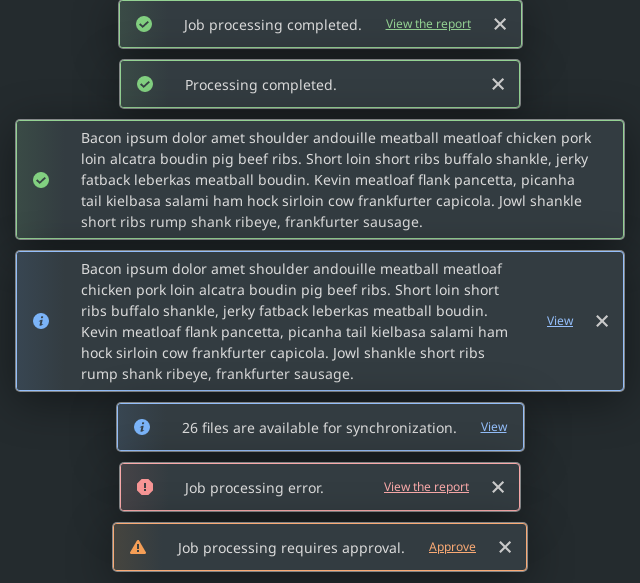 Job processing completed. View the report
Processing completed.
Bacon ipsum dolor amet shoulder andouille meatball meatloaf chicken pork
loin alcatra boudin pig beef ribs. Short loin short ribs buffalo shankle, jerky
fatback leberkas meatball boudin. Kevin meatloaf flank pancetta, picanha
tail kielbasa salami ham hock sirloin cow frankfurter capicola. Jowl shankle
short ribs rump shank ribeye, frankfurter sausage.
Bacon ipsum dolor amet shoulder andouille meatball meatloaf
chicken pork loin alcatra boudin pig beef ribs. Short loin short
ribs buffalo shankle, jerky fatback leberkas meatball boudin.
Kevin meatloaf flank pancetta, picanha tail kielbasa salami ham
hock sirloin cow frankfurter capicola. Jowl shankle short ribs
rump shank ribeye, frankfurter sausage.
View
26 files are available for synchronization. View
Job processing error. View the report
Job processing requires approval. Approve